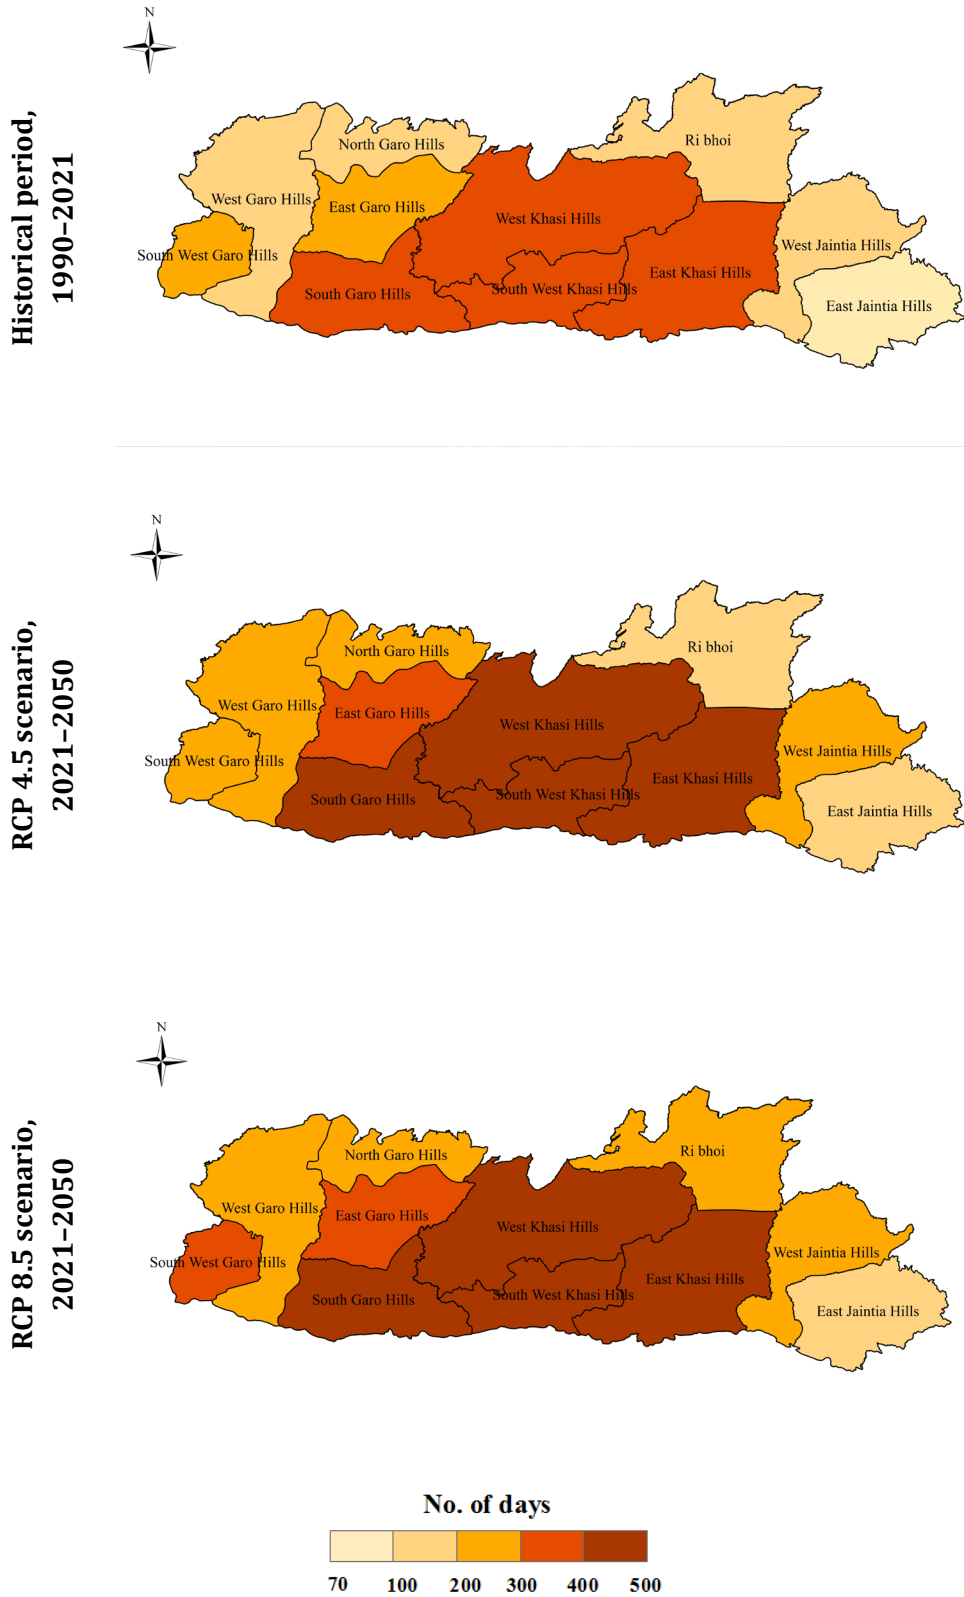 N
Historical period,
1990–2021
North Garo Hills
Ri bhoi
West Garo Hills
East Garo Hills
West Khasi Hills
South West Garo Hills
West Jaintia Hills
East Khasi Hills
South Garo Hills
South West Khasi Hills
East Jaintia Hills
N
RCP 4.5 scenario,
2021–2050
North Garo Hills
Ri bhoi
West Garo Hills
East Garo Hills
West Khasi Hills
South West Garo Hills
West Jaintia Hills
East Khasi Hills
South Garo Hills
South West Khasi Hills
East Jaintia Hills
N
RCP 8.5 scenario,
2021–2050
North Garo Hills
Ri bhoi
West Garo Hills
East Garo Hills
West Khasi Hills
South West Garo Hills
West Jaintia Hills
East Khasi Hills
South Garo Hills
South West Khasi Hills
East Jaintia Hills
No. of days
70 100 200 300 400 500